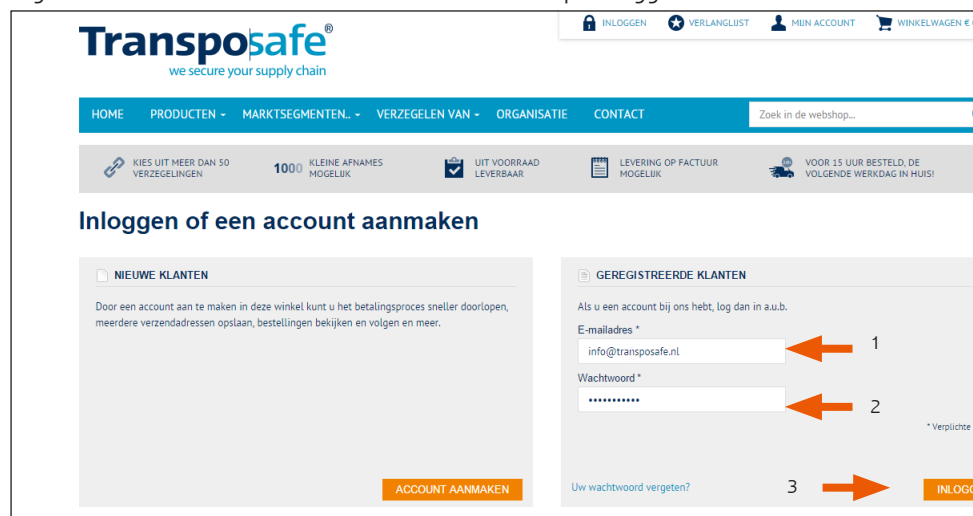 INLOGGEN VERLANGLIJST MIJN ACCOUNT WINKELWAGEN €
Transposafe®
we secure your supply chain
HOME PRODUCTEN MARKTSEGMENTEN.. VERZEGELEN VAN ORGANISATIE CONTACT Zoek in de webshop...
KIES UIT MEER DAN 50
VERZEGELINGEN
1000 KLEINE AFNAMES
MOGELIJK
UIT VOORRAAD
LEVERBAAR
LEVERING OP FACTUUR
MOGELIJK
VOOR 15 UUR BESTELD, DE
VOLGENDE WERKDAG IN HUIS!
Inloggen of een account aanmaken
NIEUWE KLANTEN
Door een account aan te maken in deze winkel kunt u het betalingsproces sneller doorlopen,
meerdere verzendadressen opslaan, bestellingen bekijken en volgen en meer.
ACCOUNT AANMAKEN
GEREGISTREERDE KLANTEN
Als u een account bij ons hebt, log dan in a.u.b.
E-mailadres *
info@transposafe.nl 1
Wachtwoord *
••••••••••• 2
* Verplichte
Uw wachtwoord vergeten? 3 INLOGG